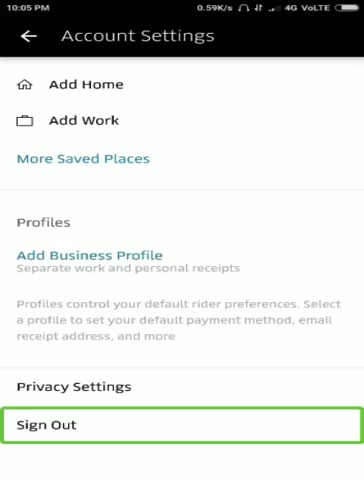 10:05 PM 0.59K/s 4G VoLTE
Account Settings
Add Home
Add Work
More Saved Places
Profiles
Add Business Profile
Separate work and personal receipts
Profiles control your default rider preferences. Select
a profile to set your default payment method, email
receipt address, and more
Privacy Settings
Sign Out